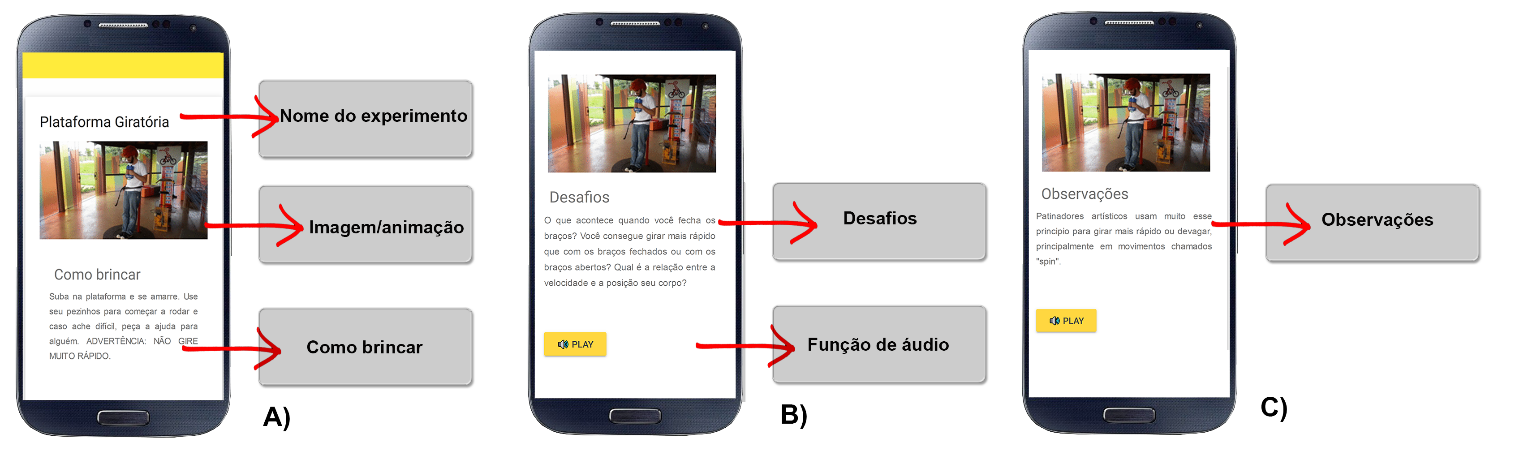 Plataforma Giratória
Como brincar
Suba na plataforma e se amarre. Use
seu pezinhos para começar a rodar e
caso ache difícil, peça a ajuda para
alguém. ADVERTÊNCIA: NÃO GIRE
MUITO RÁPIDO.
Nome do experimento
Imagem/animação
Como brincar
A)
Desafios
O que acontece quando você fecha os
braços? Você consegue girar mais rápido
que com os braços fechados ou com os
braços abertos? Qual é a relação entre a
velocidade e a posição seu corpo?
PLAY
Desafios
Função de áudio
B)
Observações
Patinadores artísticos usam muito esse
principio para girar mais rápido ou devagar,
principalmente em movimentos chamados
"spin".
PLAY
Observações
C)